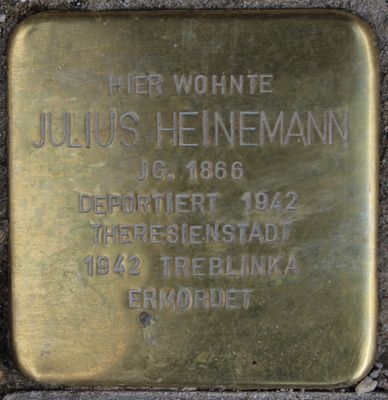 HIER WOHNTE
JULIUS HEINEMANN
JG. 1866
DEPORTIERT 1942
THERESIENSTADT
1942 TREBLINKA
ERMORDET